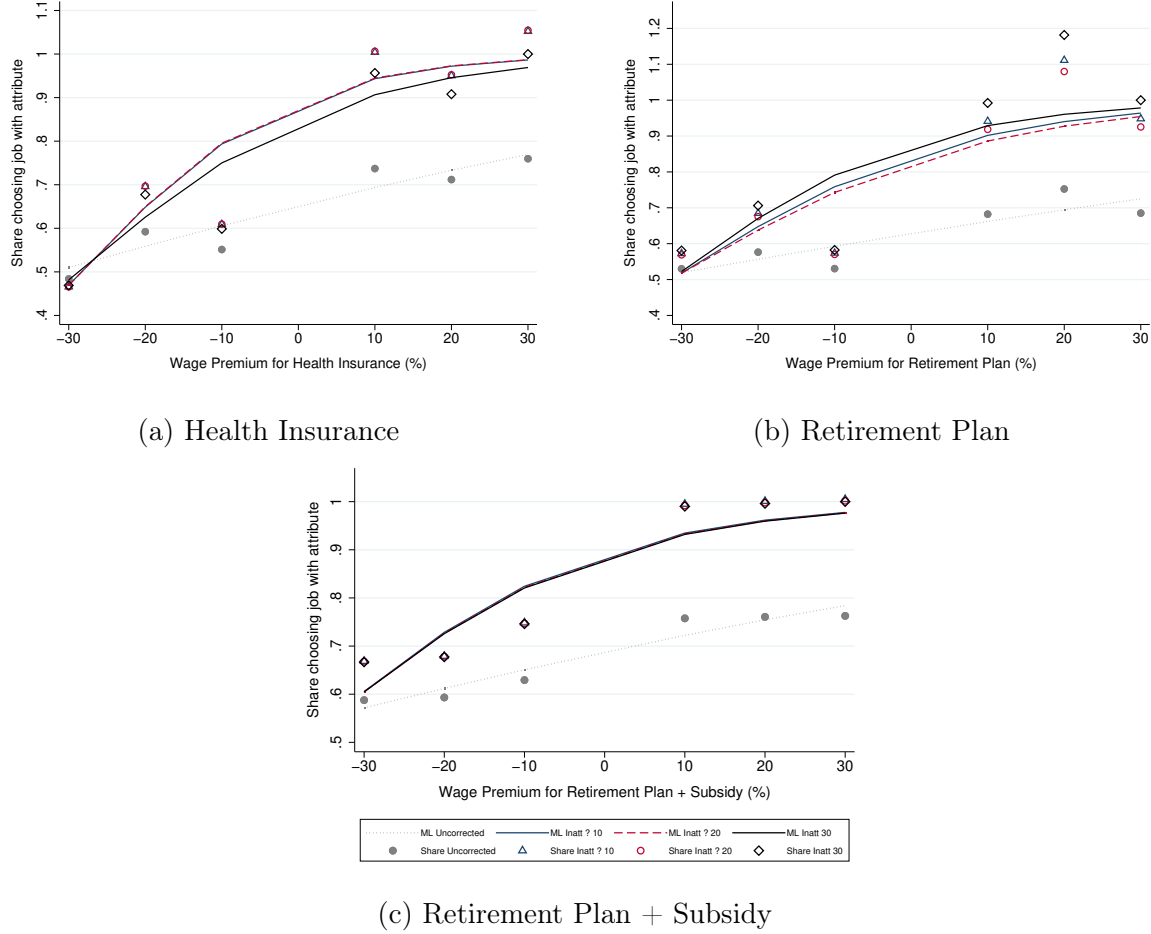 Share choosing job with attribute
.4 .5 .6 .7 .8 .9 1 1.1
−30 −20 −10 0 10 20 30
Wage Premium for Health Insurance (%)
(a) Health Insurance
Share choosing job with attribute
.4 .5 .6 .7 .8 .9 1 1.1 1.2
−30 −20 −10 0 10 20 30
Wage Premium for Retirement Plan (%)
(b) Retirement Plan
Share choosing job with attribute
.5 .6 .7 .8 .9 1
−30 −20 −10 0 10 20 30
Wage Premium for Retirement Plan + Subsidy (%)
ML Uncorrected ML Inatt ? 10 ML Inatt ? 20 ML Inatt 30
Share Uncorrected Share Inatt ? 10 Share Inatt ? 20 Share Inatt 30
(c) Retirement Plan + Subsidy